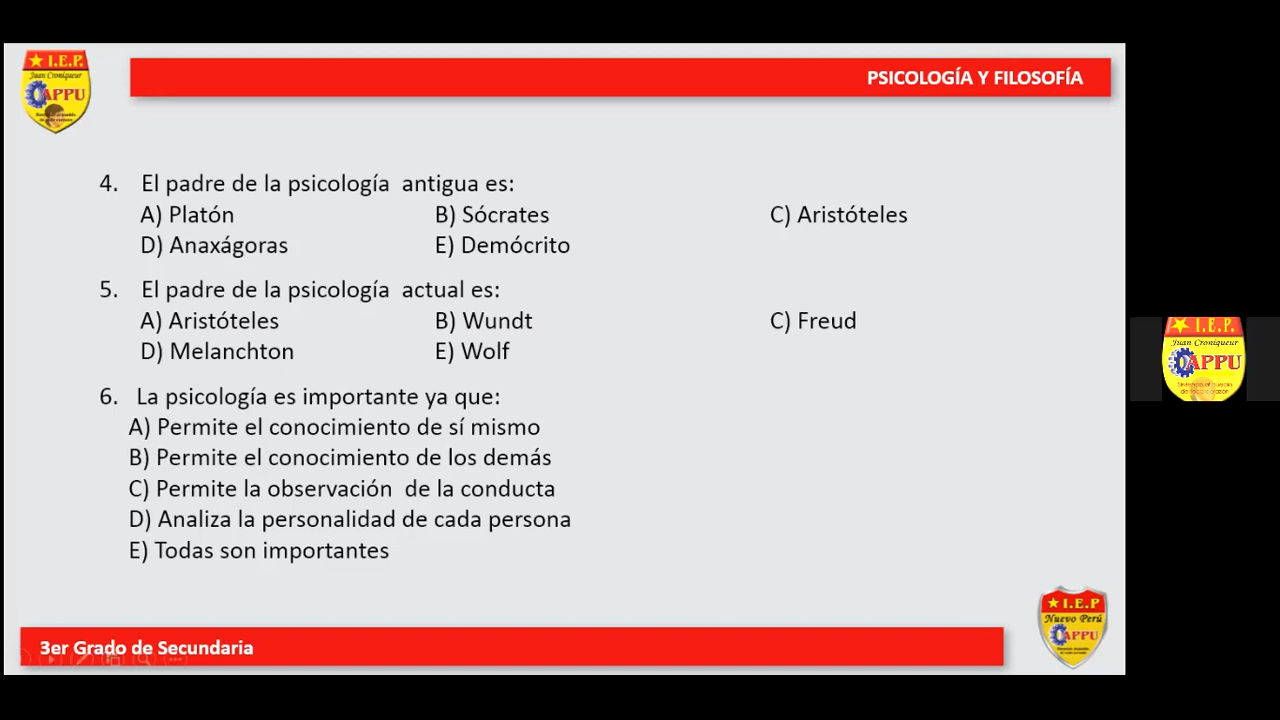 I.E.P.
Juan Croniqueur
APPU
PSICOLOGÍA Y FILOSOFÍA
4. El padre de la psicología antigua es:
A) Platón B) Sócrates C) Aristóteles
D) Anaxágoras E) Demócrito
5. El padre de la psicología actual es:
A) Aristóteles B) Wundt C) Freud
D) Melanchton E) Wolf
6. La psicología es importante ya que:
A) Permite el conocimiento de sí mismo
B) Permite el conocimiento de los demás
C) Permite la observación de la conducta
D) Analiza la personalidad de cada persona
E) Todas son importantes
I.E.P.
Juan Croniqueur
APPU
I.E.P
Nuevo Perú
APPU
3er Grado de Secundaria